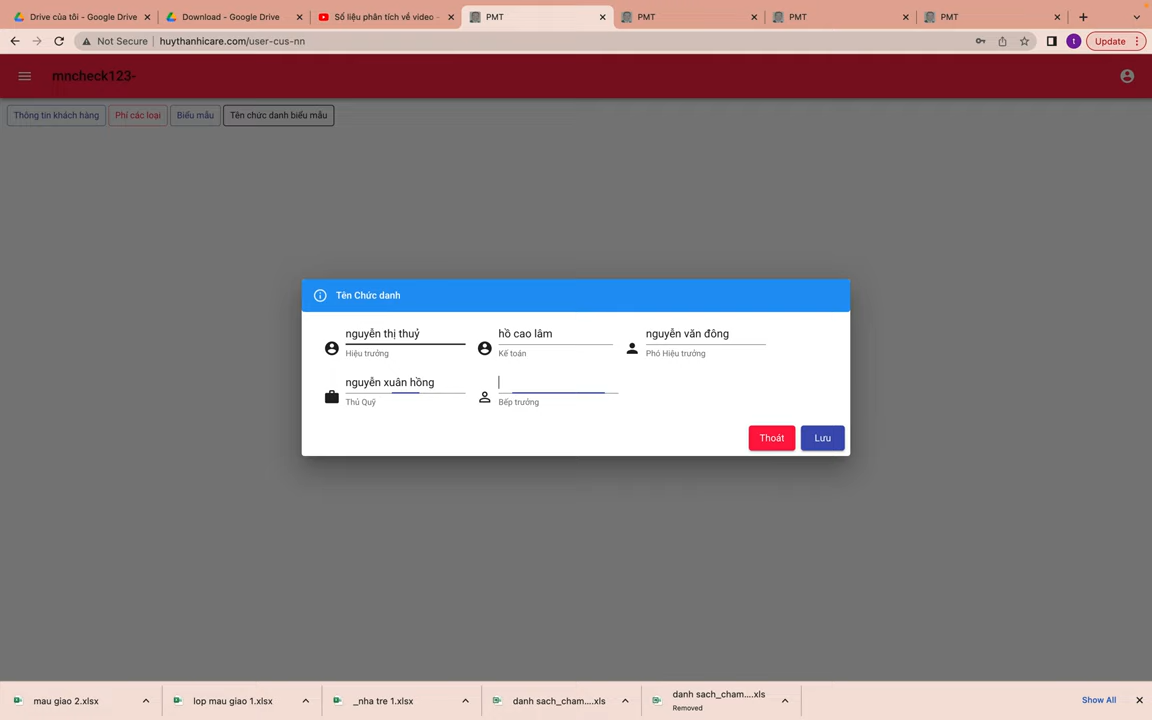 Drive của tôi - Google Drive
Download - Google Drive
Số liệu phân tích về video -
PMT
PMT
PMT
PMT
Not Secure | huythanhicare.com/user-cus-nn
t
Update
mncheck123-
Thông tin khách hàng
Phí các loại
Biểu mẫu
Tên chức danh biểu mẫu
Tên Chức danh
nguyễn thị thuỷ
Hiệu trưởng
hồ cao lâm
Kế toán
nguyễn văn đông
Phó Hiệu trưởng
nguyễn xuân hồng
Thủ Quỹ
Bếp trưởng
Thoát
Lưu
mau giao 2.xlsx
lop mau giao 1.xlsx
_nha tre 1.xlsx
danh sach_cham....xls
danh sach_cham....xls
Removed
Show All